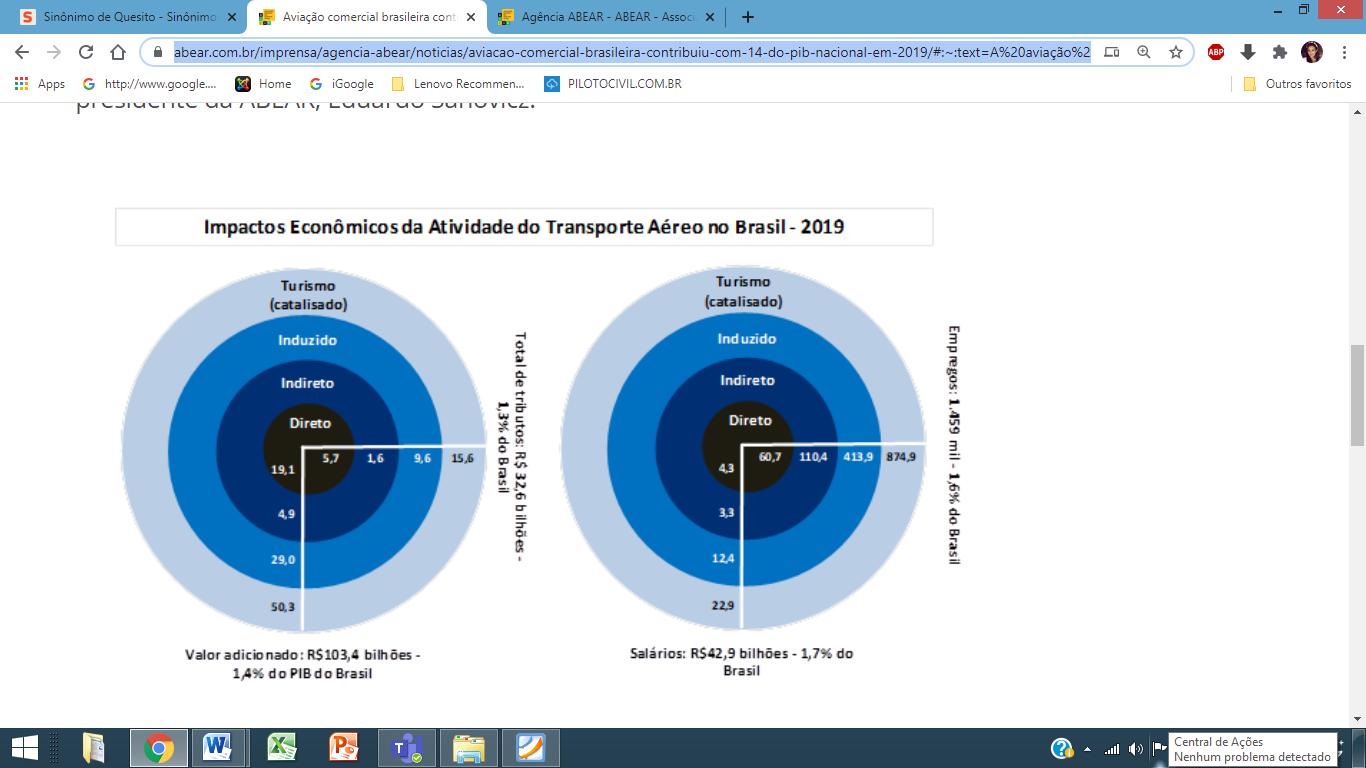 Sinônimo de Quesito - Sinônimo
Aviação comercial brasileira cont
Agência ABEAR - ABEAR - Associ
abear.com.br/imprensa/agencia-abear/noticias/aviacao-comercial-brasileira-contribuiu-com-14-do-pib-nacional-em-2019/#:~:text=A%20aviação%2
ABP
Apps
http://www.google....
Home
iGoogle
Lenovo Recommen...
PILOTOCIVIL.COM.BR
Outros favoritos
presidente da ABEAR, Eduardo Sanovicz.
Impactos Econômicos da Atividade do Transporte Aéreo no Brasil - 2019
Turismo
(catalisado)
Induzido
Indireto
Direto
5,7 1,6 9,6 15,6
19,1
4,9
29,0
50,3
Total de tributos: R$ 32,6 bilhões -
1,3% do Brasil
Valor adicionado: R$103,4 bilhões -
1,4% do PIB do Brasil
Turismo
(catalisado)
Induzido
Indireto
Direto
60,7 110,4 413,9 874,9
4,3
3,3
12,4
22,9
Empregos: 1.459 mil - 1,6% do Brasil
Salários: R$42,9 bilhões - 1,7% do
Brasil
Central de Ações
Nenhum problema detectado